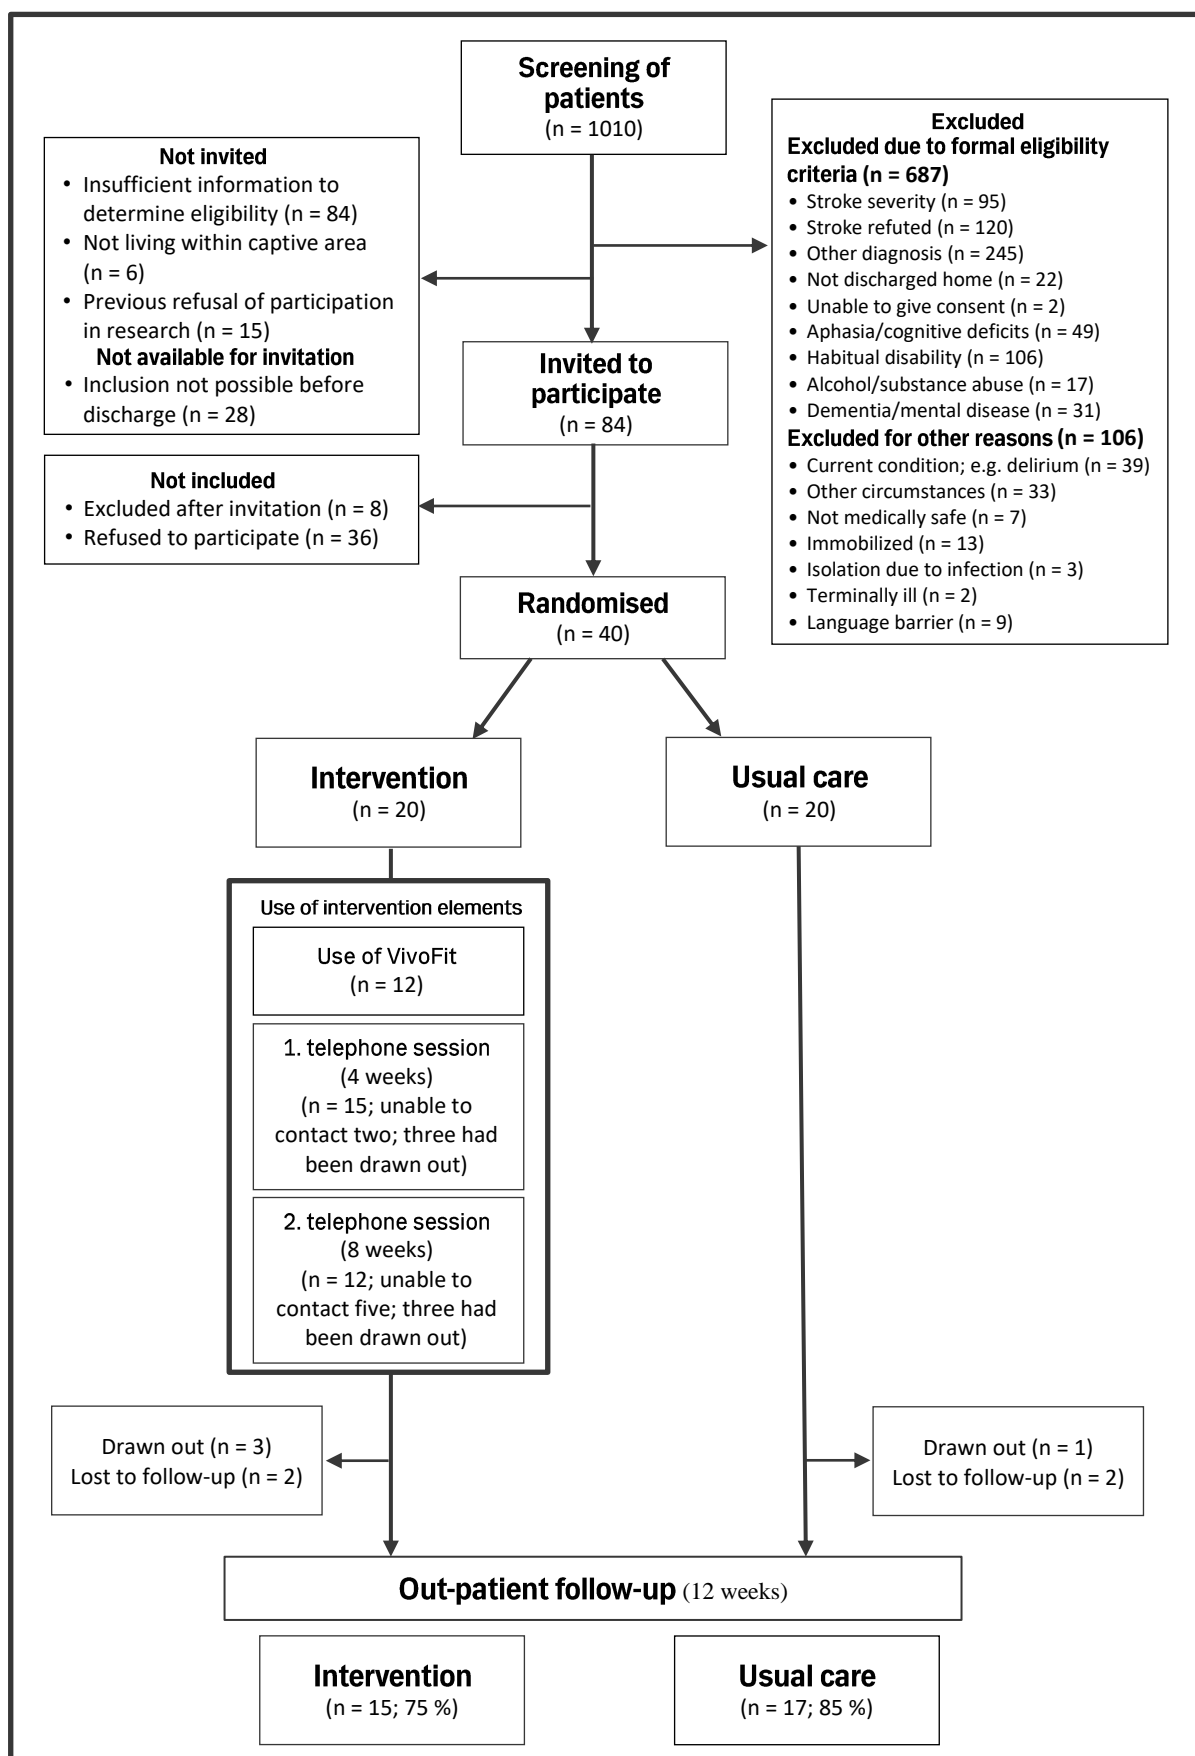 Screening of
patients
(n = 1010)
Not invited
• Insufficient information to
determine eligibility (n = 84)
• Not living within captive area
(n = 6)
• Previous refusal of participation
in research (n = 15)
Not available for invitation
• Inclusion not possible before
discharge (n = 28)
Excluded
Excluded due to formal eligibility
criteria (n = 687)
• Stroke severity (n = 95)
• Stroke refuted (n = 120)
• Other diagnosis (n = 245)
• Not discharged home (n = 22)
• Unable to give consent (n = 2)
• Aphasia/cognitive deficits (n = 49)
• Habitual disability (n = 106)
• Alcohol/substance abuse (n = 17)
• Dementia/mental disease (n = 31)
Excluded for other reasons (n = 106)
• Current condition; e.g. delirium (n = 39)
• Other circumstances (n = 33)
• Not medically safe (n = 7)
• Immobilized (n = 13)
• Isolation due to infection (n = 3)
• Terminally ill (n = 2)
• Language barrier (n = 9)
Invited to
participate
(n = 84)
Not included
• Excluded after invitation (n = 8)
• Refused to participate (n = 36)
Randomised
(n = 40)
Intervention
(n = 20)
Usual care
(n = 20)
Use of intervention elements
Use of VivoFit
(n = 12)
1. telephone session
(4 weeks)
(n = 15; unable to
contact two; three had
been drawn out)
2. telephone session
(8 weeks)
(n = 12; unable to
contact five; three had
been drawn out)
Drawn out (n = 3)
Lost to follow-up (n = 2)
Drawn out (n = 1)
Lost to follow-up (n = 2)
Out-patient follow-up (12 weeks)
Intervention
(n = 15; 75 %)
Usual care
(n = 17; 85 %)